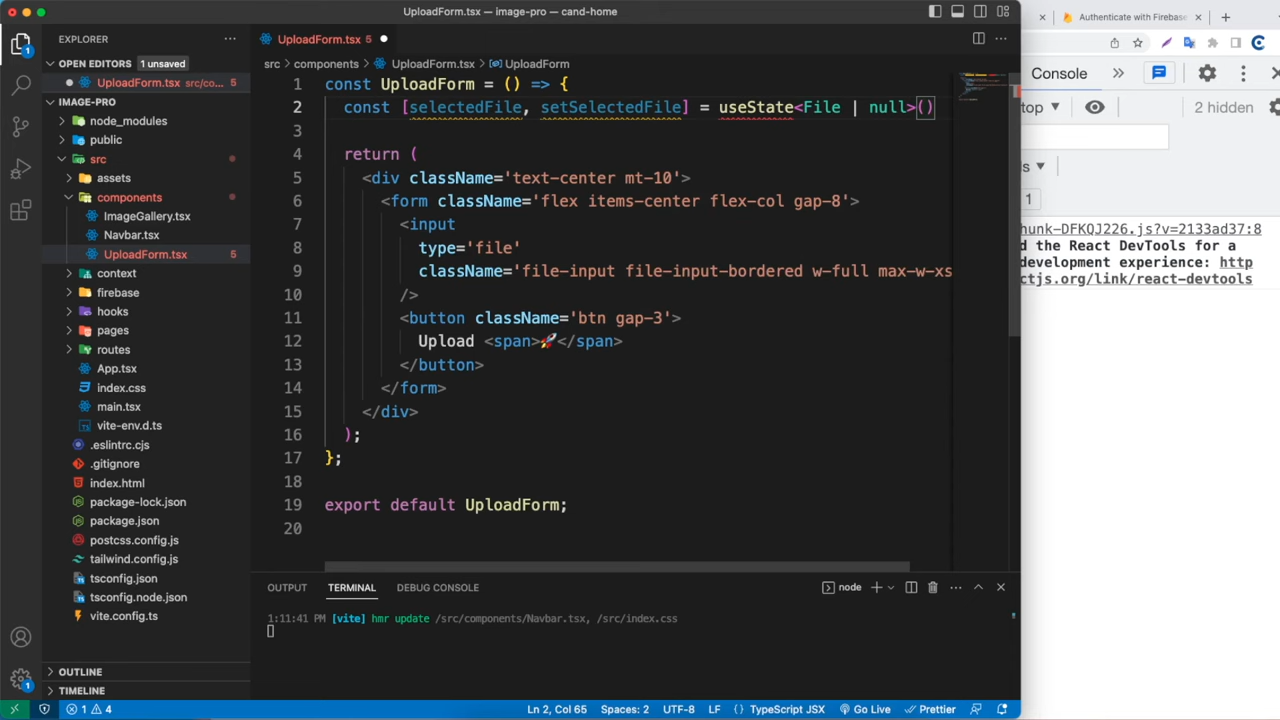 UploadForm.tsx — image-pro — cand-home
Authenticate with Firebase
EXPLORER
UploadForm.tsx 5
Console
OPEN EDITORS
1 unsaved
src > components > UploadForm.tsx > UploadForm
UploadForm.tsx src/co... 5
IMAGE-PRO
node_modules
public
src
assets
components
ImageGallery.tsx
Navbar.tsx
UploadForm.tsx 5
context
firebase
hooks
pages
routes
App.tsx
index.css
main.tsx
vite-env.d.ts
.eslintrc.cjs
.gitignore
index.html
package-lock.json
package.json
postcss.config.js
tailwind.config.js
tsconfig.json
tsconfig.node.json
vite.config.ts
OUTLINE
TIMELINE
1 const UploadForm = () => {
2 const [selectedFile, setSelectedFile] = useState<File | null>()
3
4 return (
5 <div className='text-center mt-10'>
6 <form className='flex items-center flex-col gap-8'>
7 <input
8 type='file'
9 className='file-input file-input-bordered w-full max-w-xs
10 />
11 <button className='btn gap-3'>
12 Upload <span>🚀</span>
13 </button>
14 </form>
15 </div>
16 );
17 };
18
19 export default UploadForm;
20
top
2 hidden
1
hunk-DFKQJ226.js?v=2133ad37:8
d the React DevTools for a
development experience: http
ctjs.org/link/react-devtools
OUTPUT TERMINAL DEBUG CONSOLE
node
1:11:41 PM [vite] hmr update /src/components/Navbar.tsx, /src/index.css
1 4
Ln 2, Col 65 Spaces: 2 UTF-8 LF {} TypeScript JSX Go Live Prettier